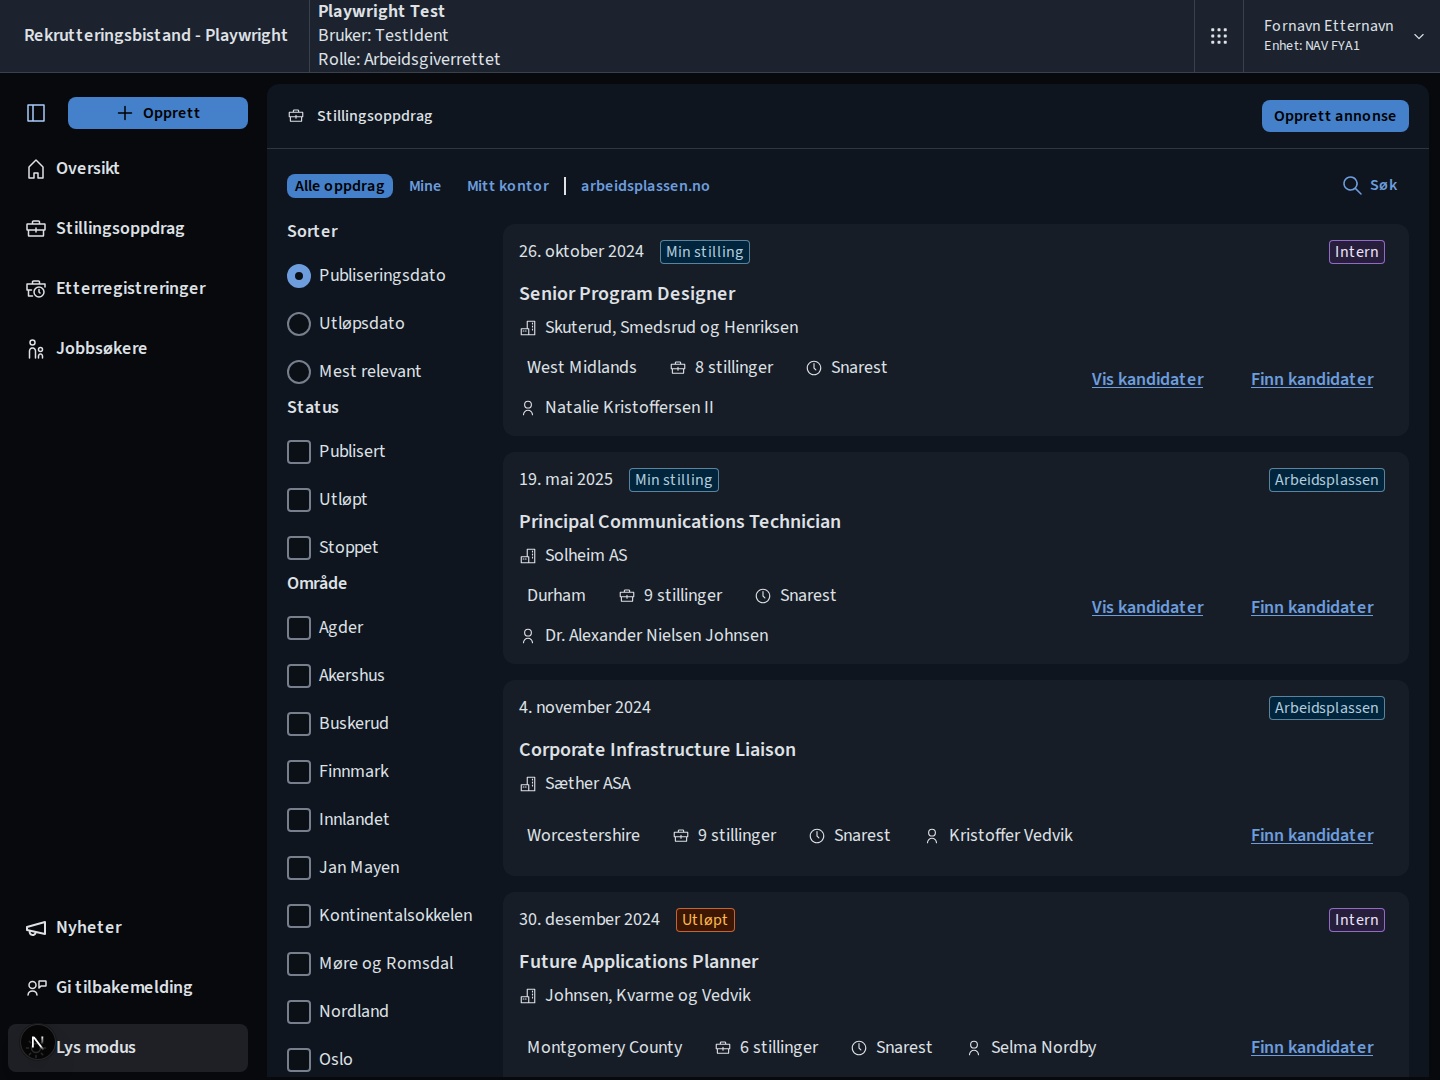 Rekrutteringsbistand - Playwright
Playwright Test
Bruker: TestIdent
Rolle: Arbeidsgiverrettet
Fornavn Etternavn
Enhet: NAV FYA1
Opprett
Oversikt
Stillingsoppdrag
Etterregistreringer
Jobbsøkere
Nyheter
Gi tilbakemelding
N
Lys modus
Stillingsoppdrag
Opprett annonse
Alle oppdrag
Mine
Mitt kontor
arbeidsplassen.no
Søk
Sorter
Publiseringsdato
Utløpsdato
Mest relevant
Status
Publisert
Utløpt
Stoppet
Område
Agder
Akershus
Buskerud
Finnmark
Innlandet
Jan Mayen
Kontinentalsokkelen
Møre og Romsdal
Nordland
Oslo
26. oktober 2024 Min stilling Intern
Senior Program Designer
Skuterud, Smedsrud og Henriksen
West Midlands 8 stillinger Snarest
Natalie Kristoffersen II
Vis kandidater Finn kandidater
19. mai 2025 Min stilling Arbeidsplassen
Principal Communications Technician
Solheim AS
Durham 9 stillinger Snarest
Dr. Alexander Nielsen Johnsen
Vis kandidater Finn kandidater
4. november 2024 Arbeidsplassen
Corporate Infrastructure Liaison
Sæther ASA
Worcestershire 9 stillinger Snarest Kristoffer Vedvik Finn kandidater
30. desember 2024 Utløpt Intern
Future Applications Planner
Johnsen, Kvarme og Vedvik
Montgomery County 6 stillinger Snarest Selma Nordby Finn kandidater